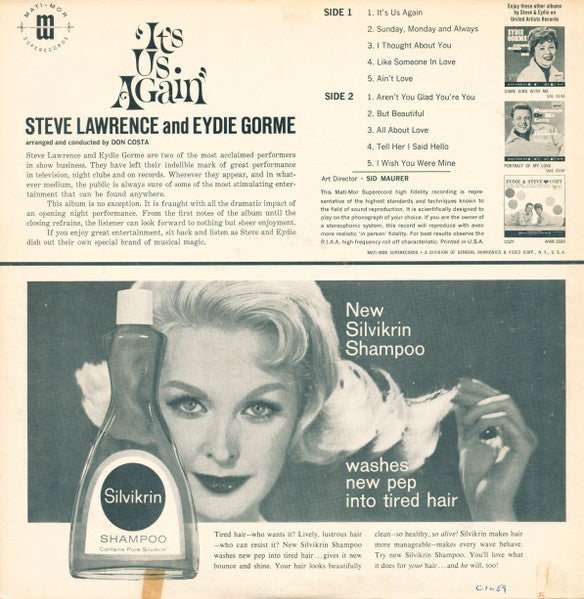 MATI-MOR
SUPERECORDS
'It's
Us
Again'
STEVE LAWRENCE and EYDIE GORME
arranged and conducted by DON COSTA
Steve Lawrence and Eydie Gorme are two of the most acclaimed performers
in show business. They have left their indelible mark of great performance
in television, night clubs and on records. Wherever they appear, and in what-
ever medium, the public is always sure of some of the most stimulating enter-
tainment that can be found anywhere.
This album is no exception. It is fraught with all the dramatic impact of
an opening night performance. From the first notes of the album until the
closing refrains, the listener can look forward to nothing but sheer enjoyment.
If you enjoy great entertainment, sit back and listen as Steve and Eydie
dish out their own special brand of musical magic.
SIDE 1
1. It's Us Again
2. Sunday, Monday and Always
3. I Thought About You
4. Like Someone In Love
5. Ain't Love
SIDE 2
1. Aren't You Glad You're You
2. But Beautiful
3. All About Love
4. Tell Her I Said Hello
5. I Wish You Were Mine
Art Director • SID MAURER
This Mati-Mor Superecord high fidelity recording is repre-
sentative of the highest standards and techniques known to
the field of sound reproduction. It is scientifically designed to
play on the phonograph of your choice. If you are the owner of
a stereophonic system, this record will reproduce with even
more realistic 'in person' fidelity. For best results observe the
R.I.A.A. high frequency roll off characteristic. Printed in U.S.A.
MATI-MOR SUPERECORDS • A DIVISION OF GENERAL HARMONICS & VIDEO CORP., N. Y., U. S. A.
Enjoy these other albums
by Steve & Eydie on
United Artists Records
EYDIE GORMÉ
COME SING WITH ME
PORTRAIT OF MY LOVE
EYDIE & STEVE
COZY
New
Silvikrin
Shampoo
washes
new pep
into tired hair
Silvikrin
SHAMPOO
Contains Pure Silvikrin
Tired hair—who wants it? Lively, lustrous hair
—who can resist it? New Silvikrin Shampoo
washes new pep into tired hair...gives it new
bounce and shine. Your hair looks beautifully
clean—so healthy, so alive! Silvikrin makes hair
more manageable—makes every wave behave.
Try new Silvikrin Shampoo. You'll love what
it does for your hair...and he will, too!
C1059